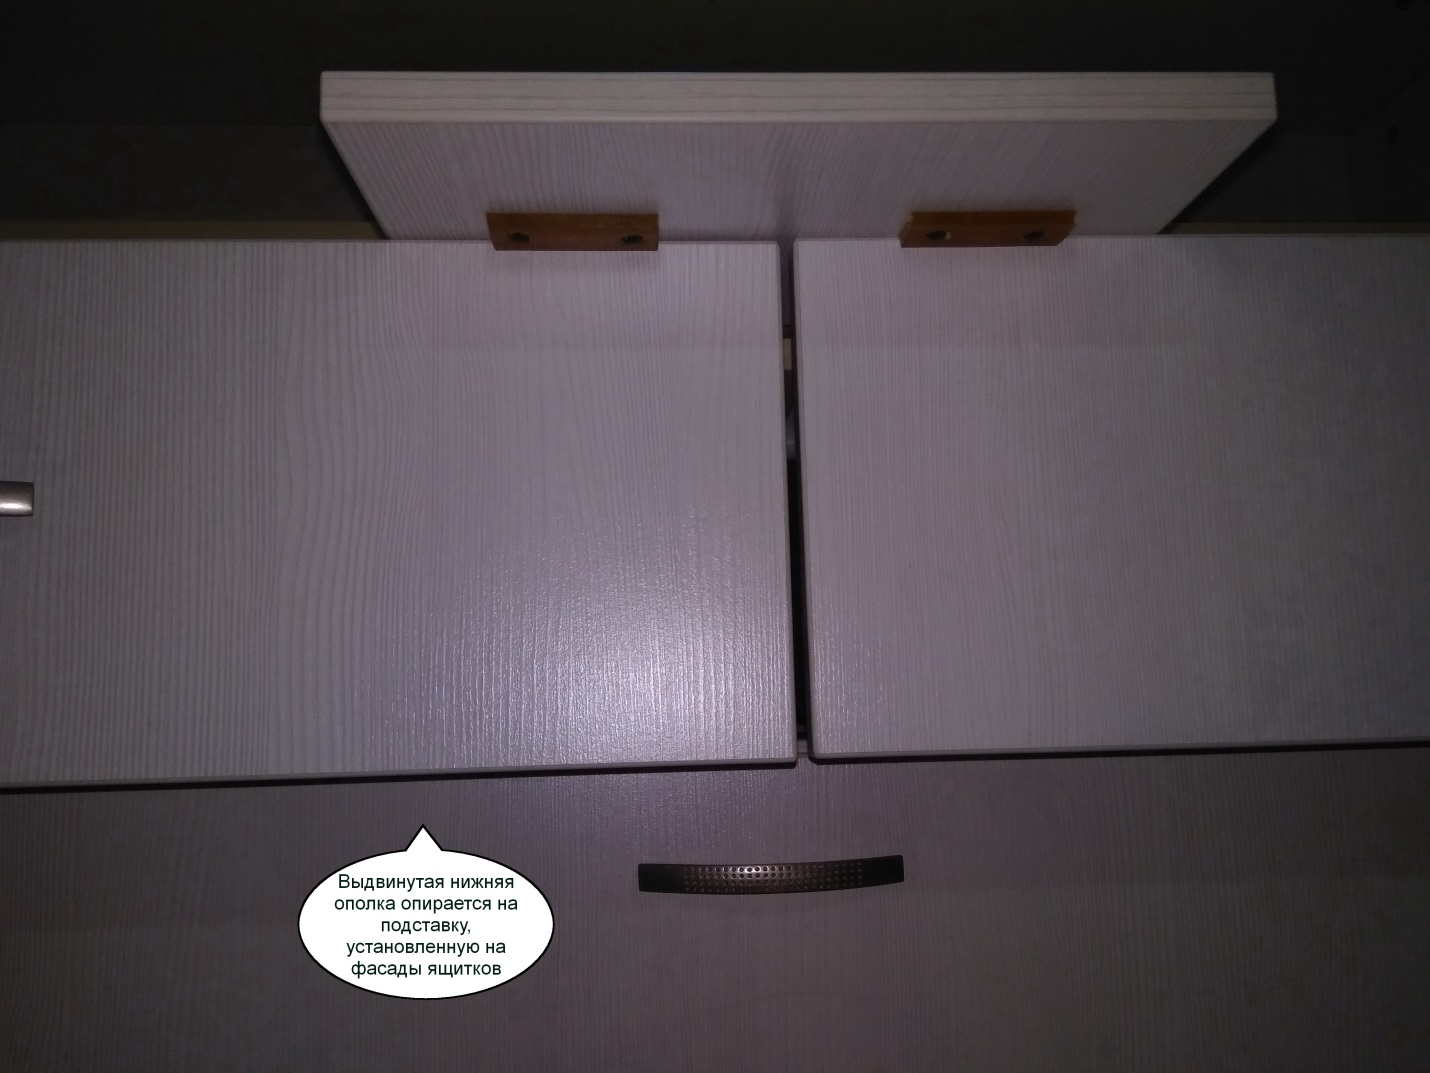 Выдвинутая нижняя
ополка опирается на
подставку,
установленную на
фасады ящитков